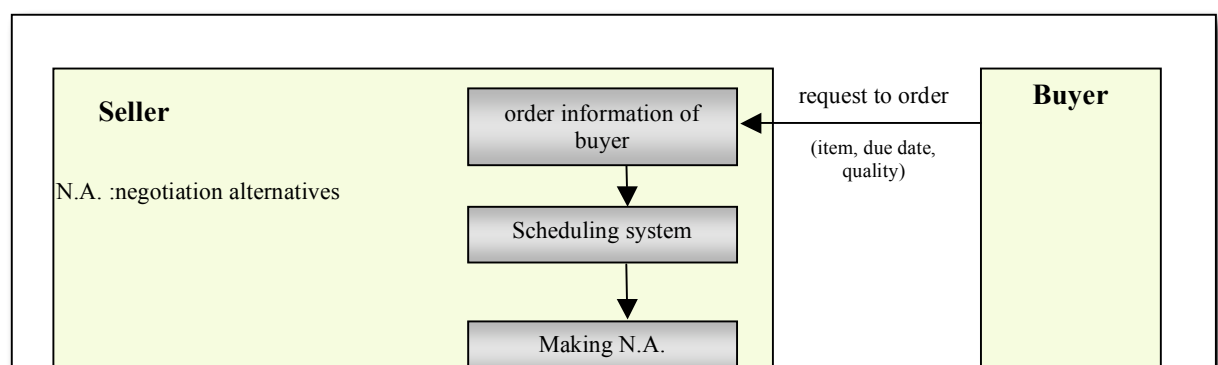 Seller
N.A. :negotiation alternatives
order information of
buyer
Scheduling system
Making N.A.
request to order
(item, due date,
quality)
Buyer